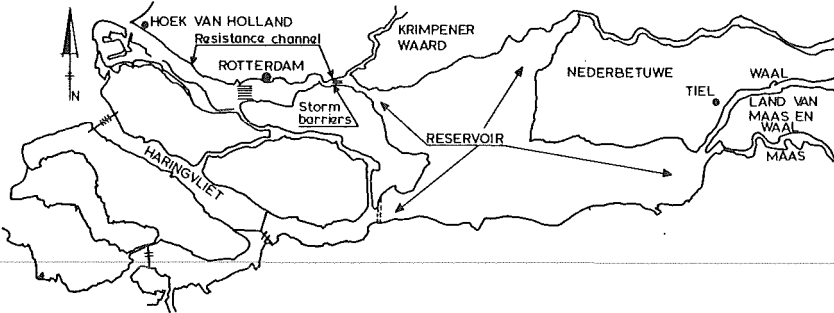 HOEK VAN HOLLAND
Resistance channel
KRIMPENER
WAARD
ROTTERDAM
Storm
barriers
N
NEDERBETUWE
TIEL
WAAL
LAND VAN
MAAS EN
WAAL
MAAS
RESERVOIR
HARINGVLIET